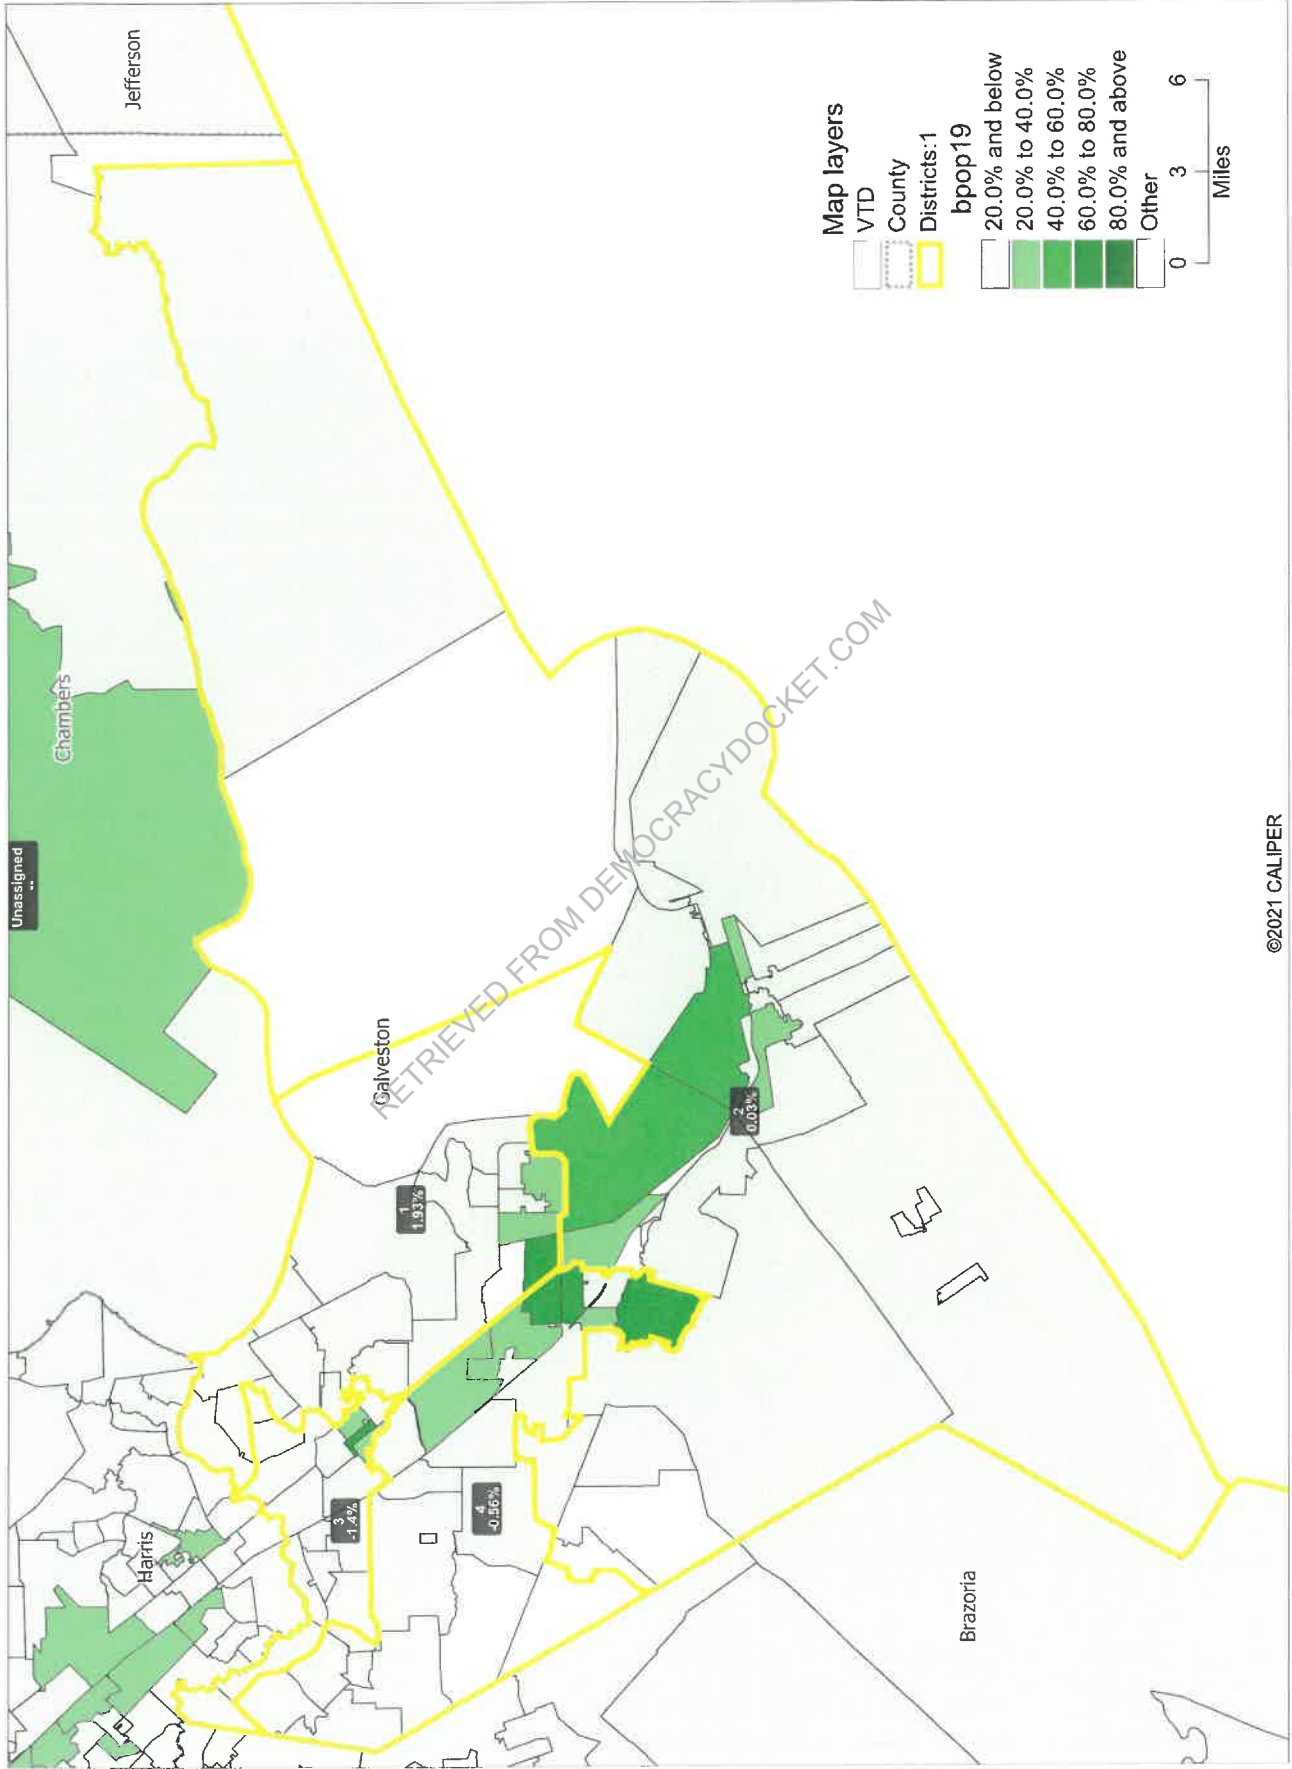 Jefferson
Chambers
Unassigned
--
Galveston
1
1.93%
2
0.03%
3
-1.4%
4
-0.56%
Harris
Brazoria
RETRIEVED FROM DEMOCRACYDOCKET.COM
Map layers
VTD
County
Districts:1
bpop19
20.0% and below
20.0% to 40.0%
40.0% to 60.0%
60.0% to 80.0%
80.0% and above
Other
0 3 6
Miles
©2021 CALIPER